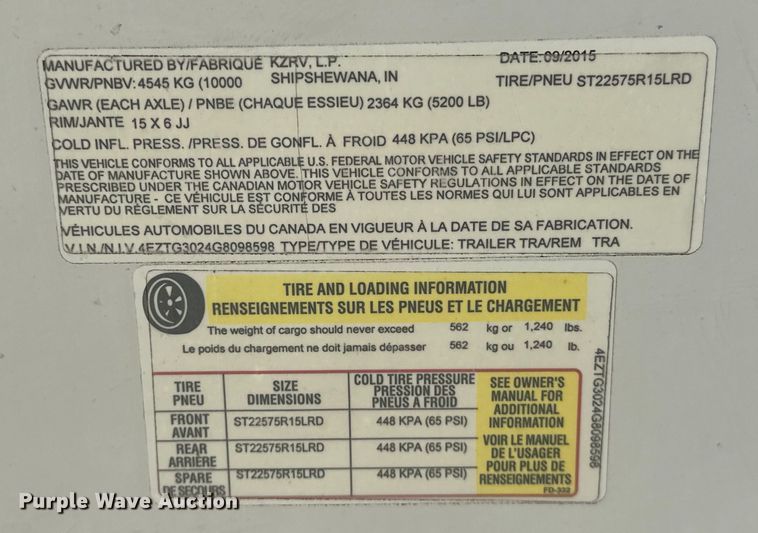 MANUFACTURED BY/FABRIQUÉ KZRV, L.P. DATE:09/2015
GVWR/PNBV: 4545 KG (10000 SHIPSHEWANA, IN TIRE/PNEU ST22575R15LRD
GAWR (EACH AXLE) / PNBE (CHAQUE ESSIEU) 2364 KG (5200 LB)
RIM/JANTE 15 X 6 JJ
COLD INFL. PRESS. /PRESS. DE GONFL. À FROID 448 KPA (65 PSI/LPC)
THIS VEHICLE CONFORMS TO ALL APPLICABLE U.S. FEDERAL MOTOR VEHICLE SAFETY STANDARDS IN EFFECT ON THE
DATE OF MANUFACTURE SHOWN ABOVE. THIS VEHICLE CONFORMS TO ALL APPLICABLE STANDARDS
PRESCRIBED UNDER THE CANADIAN MOTOR VEHICLE SAFETY REGULATIONS IN EFFECT ON THE DATE OF
MANUFACTURE - CE VÉHICULE EST CONFORME À TOUTES LES NORMES QUI LUI SONT APPLICABLES EN
VERTU DU RÉGLEMENT SUR LA SÉCURITÉ DES
VÉHICULES AUTOMOBILES DU CANADA EN VIGUEUR À LA DATE DE SA FABRICATION.
V.I.N./N.I.V. 4EZTG3024G8098598 TYPE/TYPE DE VÉHICULE: TRAILER TRA/REM TRA
TIRE AND LOADING INFORMATION
RENSEIGNEMENTS SUR LES PNEUS ET LE CHARGEMENT
The weight of cargo should never exceed 562 kg or 1,240 lbs.
Le poids du chargement ne doit jamais dépasser 562 kg ou 1,240 lb.
TIRE
PNEU
SIZE
DIMENSIONS
COLD TIRE PRESSURE
PRESSION DES
PNEUS A FROID
FRONT
AVANT
ST22575R15LRD 448 KPA (65 PSI)
REAR
ARRIÈRE
ST22575R15LRD 448 KPA (65 PSI)
SPARE
DE SECOURS
ST22575R15LRD 448 KPA (65 PSI)
SEE OWNER'S
MANUAL FOR
ADDITIONAL
INFORMATION
VOIR LE MANUEL
DE L'USAGER
POUR PLUS DE
RENSEIGNEMENTS
FD-332
4EZTG3024G8098598
Purple Wave Auction